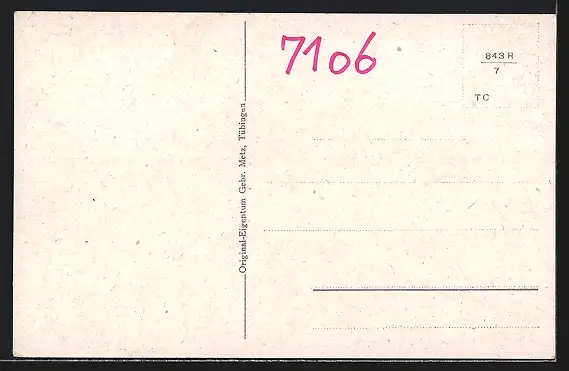 Original-Eigentum Gebr. Metz, Tübingen
7106
843 R
7
TC